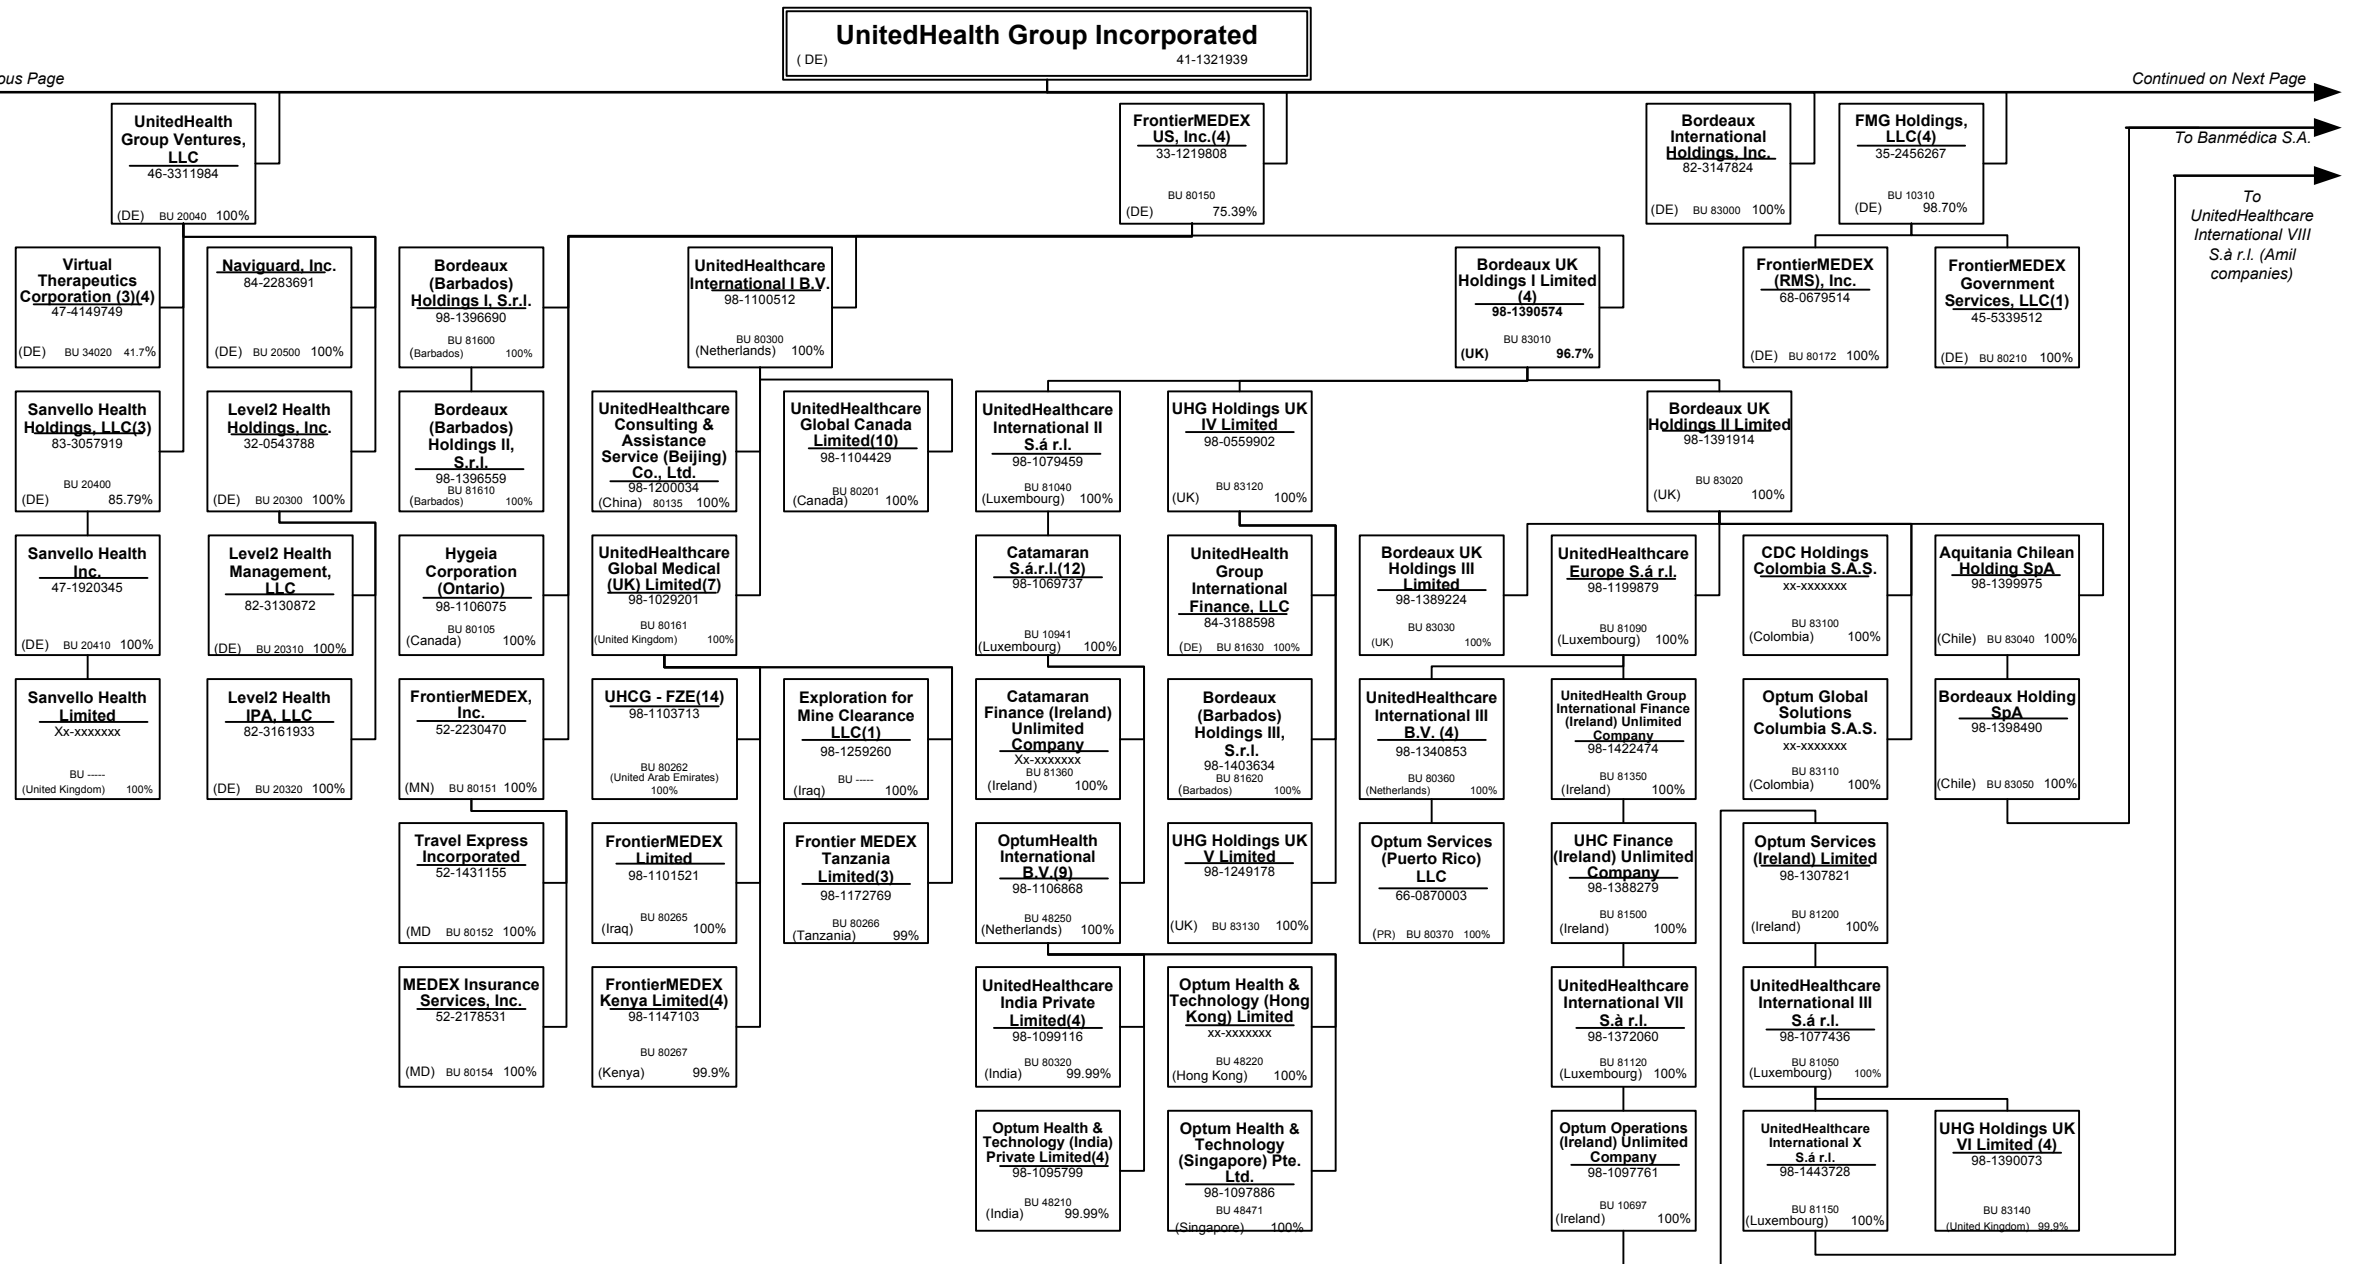 UnitedHealth Group Incorporated
( DE) 41-1321939
ous Page
Continued on Next Page
To Banmédica S.A.
To
UnitedHealthcare
International VIII
S.à r.l. (Amil
companies)
UnitedHealth
Group Ventures,
LLC
46-3311984
(DE) BU 20040 100%
FrontierMEDEX
US, Inc.(4)
33-1219808
BU 80150
(DE) 75.39%
Bordeaux
International
Holdings, Inc.
82-3147824
(DE) BU 83000 100%
FMG Holdings,
LLC(4)
35-2456267
BU 10310
(DE) 98.70%
Virtual
Therapeutics
Corporation (3)(4)
47-4149749
(DE) BU 34020 41.7%
Naviguard, Inc.
84-2283691
(DE) BU 20500 100%
Bordeaux
(Barbados)
Holdings I, S.r.l.
98-1396690
BU 81600
(Barbados) 100%
UnitedHealthcare
International I B.V.
98-1100512
BU 80300
(Netherlands) 100%
Bordeaux UK
Holdings I Limited
(4)
98-1390574
BU 83010
(UK) 96.7%
FrontierMEDEX
(RMS), Inc.
68-0679514
(DE) BU 80172 100%
FrontierMEDEX
Government
Services, LLC(1)
45-5339512
(DE) BU 80210 100%
Sanvello Health
Holdings, LLC(3)
83-3057919
BU 20400
(DE) 85.79%
Level2 Health
Holdings, Inc.
32-0543788
(DE) BU 20300 100%
Bordeaux
(Barbados)
Holdings II,
S.r.l.
98-1396559
BU 81610
(Barbados) 100%
UnitedHealthcare
Consulting &
Assistance
Service (Beijing)
Co., Ltd.
98-1200034
(China) 80135 100%
UnitedHealthcare
Global Canada
Limited(10)
98-1104429
BU 80201
(Canada) 100%
UnitedHealthcare
International II
S.á r.l.
98-1079459
BU 81040
(Luxembourg) 100%
UHG Holdings UK
IV Limited
98-0559902
BU 83120
(UK) 100%
Bordeaux UK
Holdings II Limited
98-1391914
BU 83020
(UK) 100%
Sanvello Health
Inc.
47-1920345
(DE) BU 20410 100%
Level2 Health
Management,
LLC
82-3130872
(DE) BU 20310 100%
Hygeia
Corporation
(Ontario)
98-1106075
BU 80105
(Canada) 100%
UnitedHealthcare
Global Medical
(UK) Limited(7)
98-1029201
BU 80161
(United Kingdom) 100%
Catamaran
S.á.r.l.(12)
98-1069737
BU 10941
(Luxembourg) 100%
UnitedHealth
Group
International
Finance, LLC
84-3188598
(DE) BU 81630 100%
Bordeaux UK
Holdings III
Limited
98-1389224
BU 83030
(UK) 100%
UnitedHealthcare
Europe S.á r.l.
98-1199879
BU 81090
(Luxembourg) 100%
CDC Holdings
Colombia S.A.S.
xx-xxxxxxx
BU 83100
(Colombia) 100%
Aquitania Chilean
Holding SpA
98-1399975
(Chile) BU 83040 100%
Sanvello Health
Limited
Xx-xxxxxxx
BU -----
(United Kingdom) 100%
Level2 Health
IPA, LLC
82-3161933
(DE) BU 20320 100%
FrontierMEDEX,
Inc.
52-2230470
(MN) BU 80151 100%
UHCG - FZE(14)
98-1103713
BU 80262
(United Arab Emirates)
100%
Exploration for
Mine Clearance
LLC(1)
98-1259260
BU -----
(Iraq) 100%
Catamaran
Finance (Ireland)
Unlimited
Company
Xx-xxxxxxx
BU 81360
(Ireland) 100%
Bordeaux
(Barbados)
Holdings III,
S.r.l.
98-1403634
BU 81620
(Barbados) 100%
UnitedHealthcare
International III
B.V. (4)
98-1340853
BU 80360
(Netherlands) 100%
UnitedHealth Group
International Finance
(Ireland) Unlimited
Company
98-1422474
BU 81350
(Ireland) 100%
Optum Global
Solutions
Columbia S.A.S.
xx-xxxxxxx
BU 83110
(Colombia) 100%
Bordeaux Holding
SpA
98-1398490
(Chile) BU 83050 100%
Travel Express
Incorporated
52-1431155
(MD BU 80152 100%
FrontierMEDEX
Limited
98-1101521
BU 80265
(Iraq) 100%
Frontier MEDEX
Tanzania
Limited(3)
98-1172769
BU 80266
(Tanzania) 99%
OptumHealth
International
B.V.(9)
98-1106868
BU 48250
(Netherlands) 100%
UHG Holdings UK
V Limited
98-1249178
(UK) BU 83130 100%
Optum Services
(Puerto Rico)
LLC
66-0870003
(PR) BU 80370 100%
UHC Finance
(Ireland) Unlimited
Company
98-1388279
BU 81500
(Ireland) 100%
Optum Services
(Ireland) Limited
98-1307821
BU 81200
(Ireland) 100%
MEDEX Insurance
Services, Inc.
52-2178531
(MD) BU 80154 100%
FrontierMEDEX
Kenya Limited(4)
98-1147103
BU 80267
(Kenya) 99.9%
UnitedHealthcare
India Private
Limited(4)
98-1099116
BU 80320
(India) 99.99%
Optum Health &
Technology (Hong
Kong) Limited
xx-xxxxxxx
BU 48220
(Hong Kong) 100%
UnitedHealthcare
International VII
S.à r.l.
98-1372060
BU 81120
(Luxembourg) 100%
UnitedHealthcare
International III
S.á r.l.
98-1077436
BU 81050
(Luxembourg) 100%
Optum Health &
Technology (India)
Private Limited(4)
98-1095799
BU 48210
(India) 99.99%
Optum Health &
Technology
(Singapore) Pte.
Ltd.
98-1097886
BU 48471
(Singapore) 100%
Optum Operations
(Ireland) Unlimited
Company
98-1097761
BU 10697
(Ireland) 100%
UnitedHealthcare
International X
S.á r.l.
98-1443728
BU 81150
(Luxembourg) 100%
UHG Holdings UK
VI Limited (4)
98-1390073
BU 83140
(United Kingdom) 99.9%